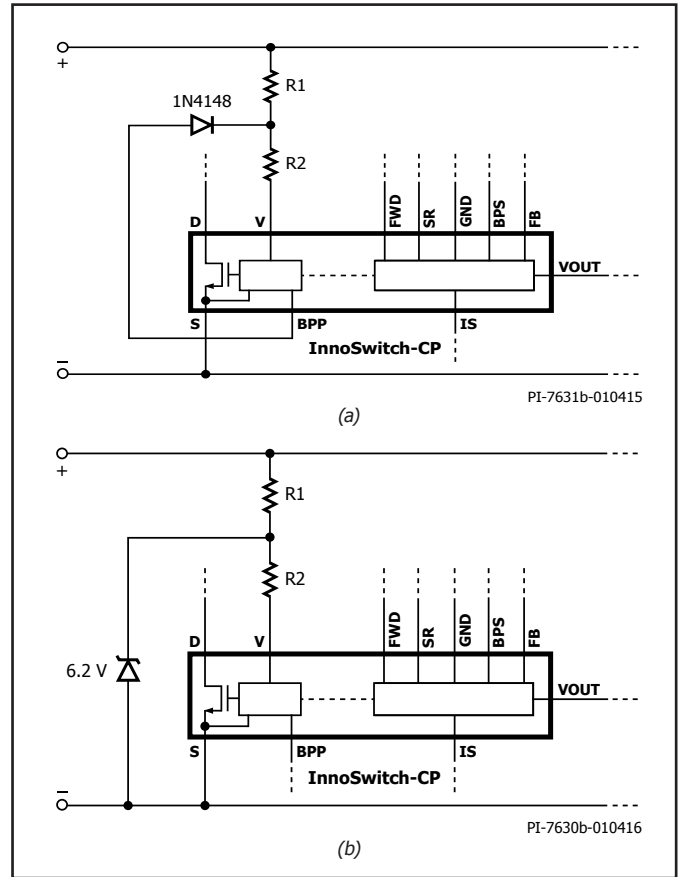 +
R1
1N4148
R2
D V FWD SR GND BPS FB
VOUT
S BPP IS
InnoSwitch-CP
−
PI-7631b-010415
(a)
+
R1
R2
D V FWD SR GND BPS FB
6.2 V
VOUT
S BPP IS
InnoSwitch-CP
−
PI-7630b-010416
(b)